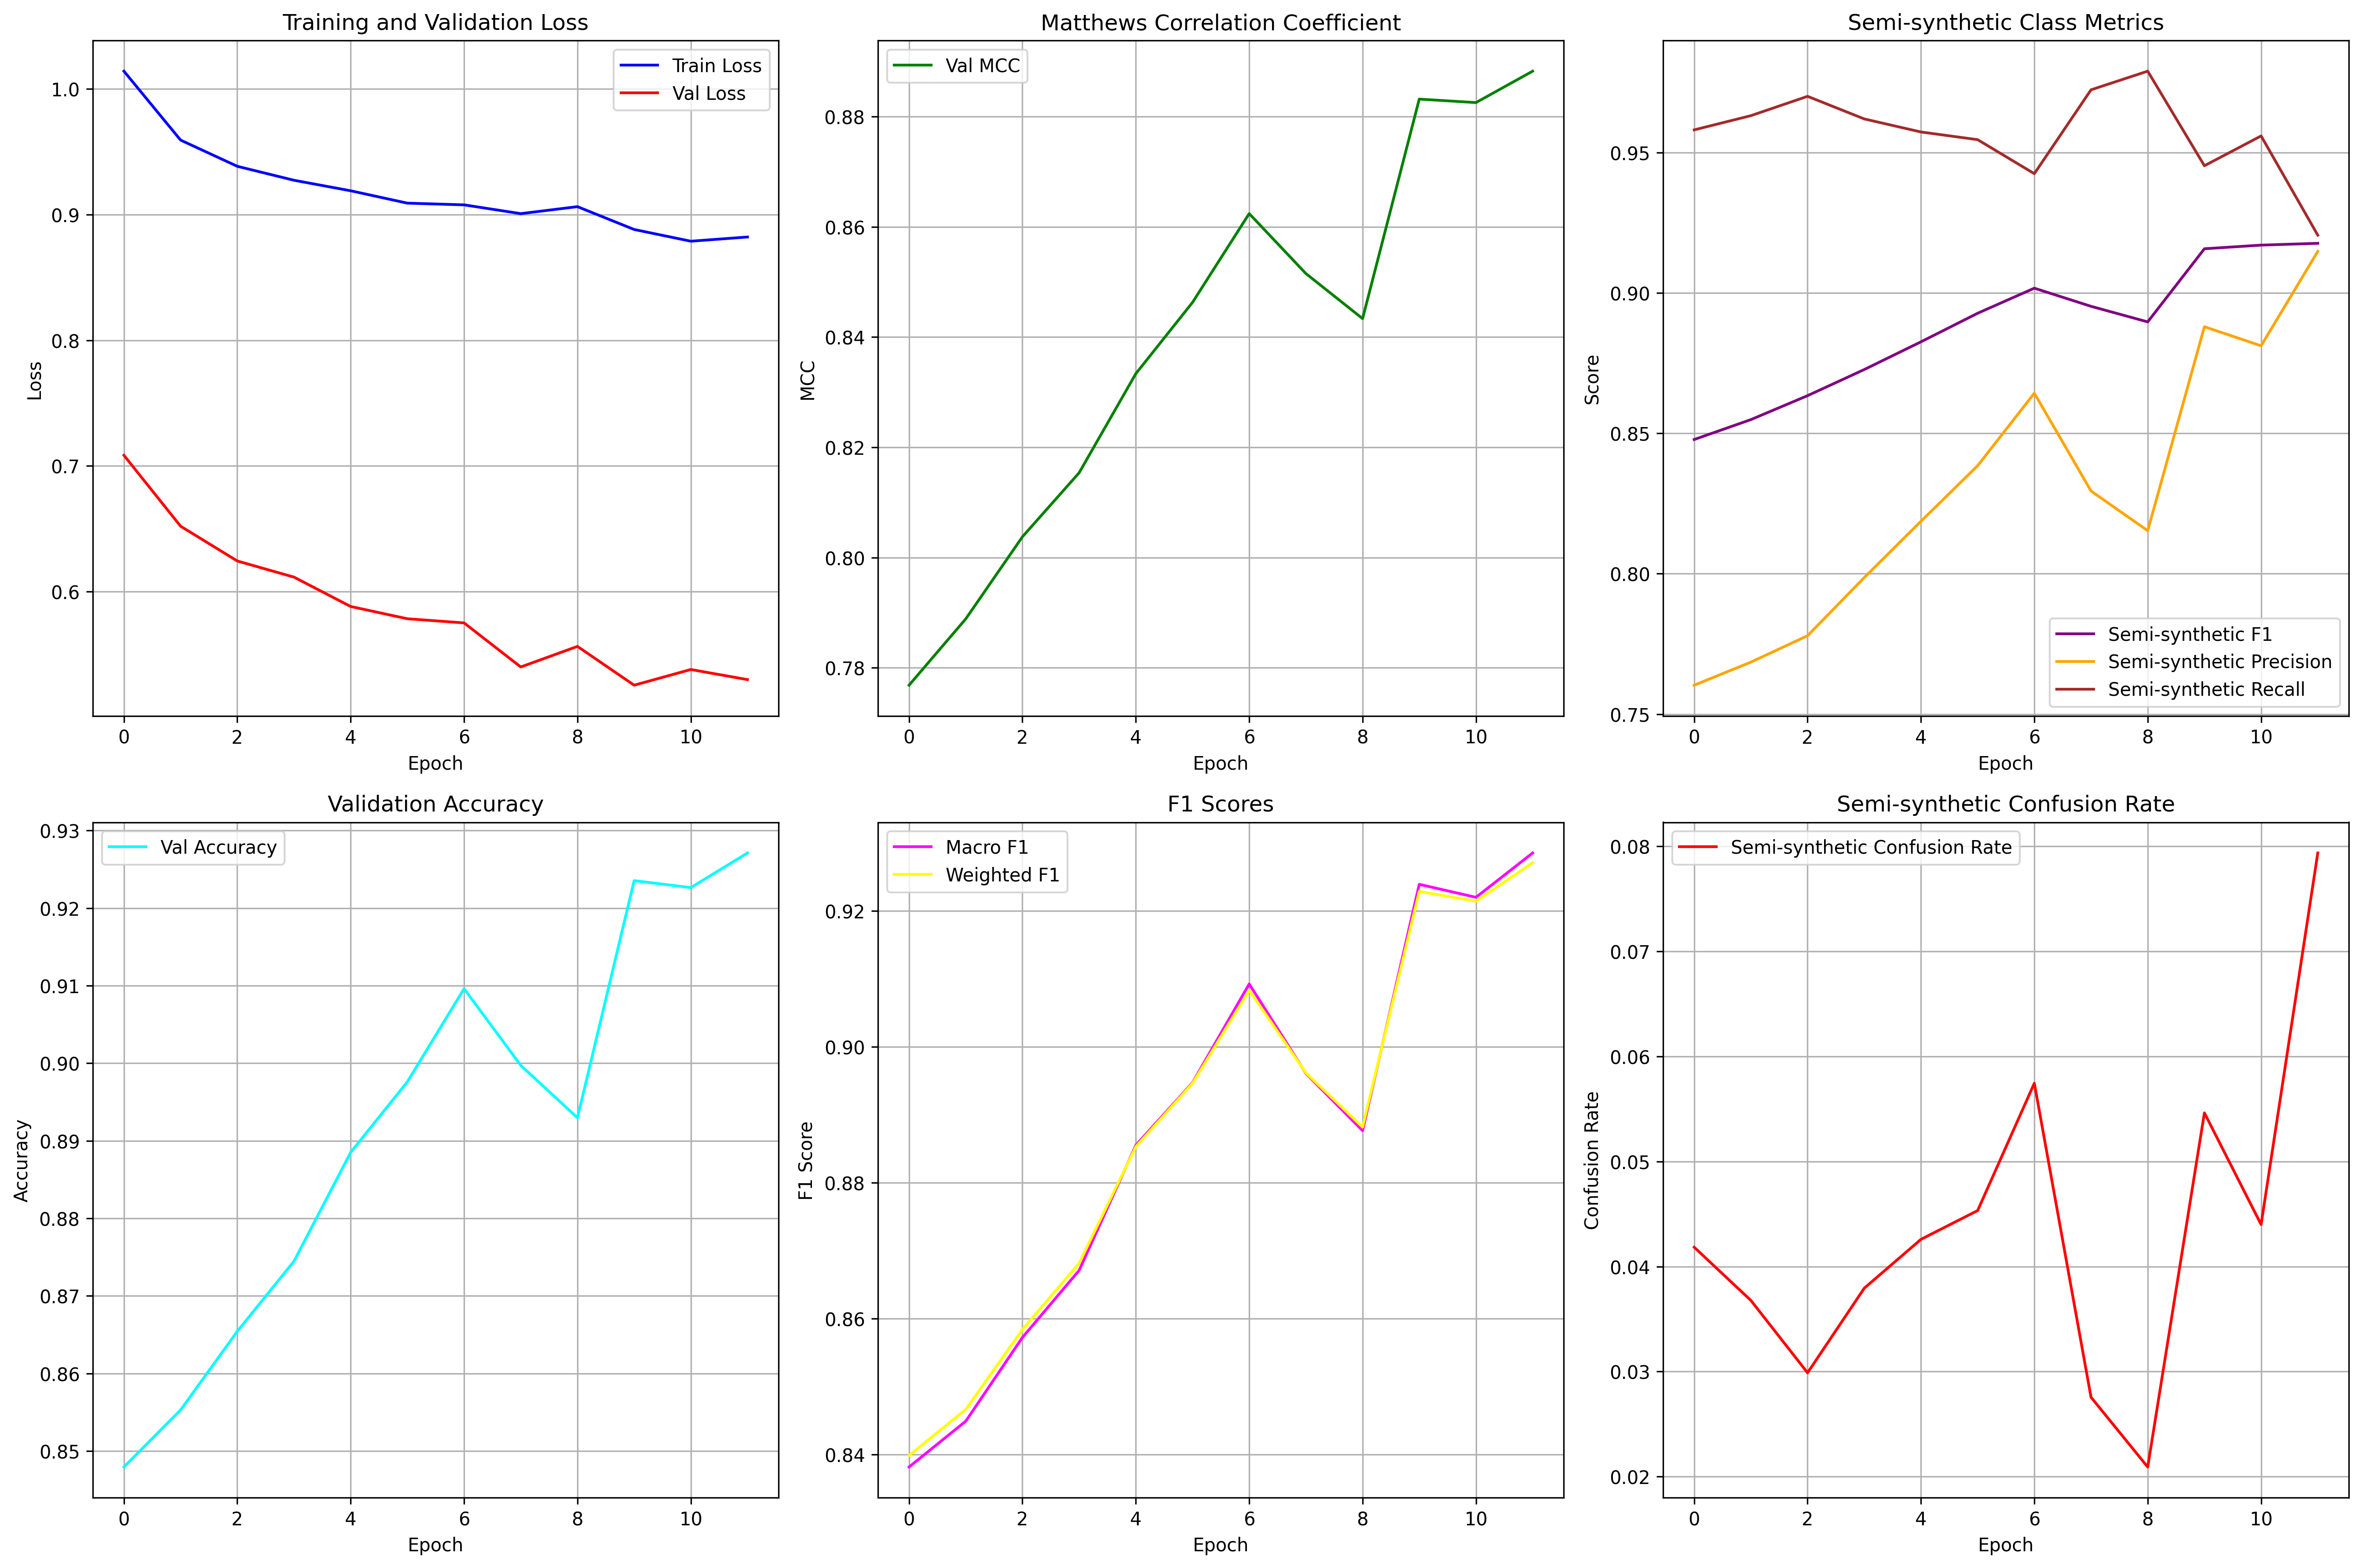 Training and Validation Loss
Train Loss
Val Loss
1.0
0.9
0.8
0.7
0.6
Loss
0 2 4 6 8 10
Epoch
Matthews Correlation Coefficient
Val MCC
0.88
0.86
0.84
0.82
0.80
0.78
MCC
0 2 4 6 8 10
Epoch
Semi-synthetic Class Metrics
0.95
0.90
0.85
0.80
0.75
Score
Semi-synthetic F1
Semi-synthetic Precision
Semi-synthetic Recall
0 2 4 6 8 10
Epoch
Validation Accuracy
Val Accuracy
0.93
0.92
0.91
0.90
0.89
0.88
0.87
0.86
0.85
Accuracy
0 2 4 6 8 10
Epoch
F1 Scores
Macro F1
Weighted F1
0.92
0.90
0.88
0.86
0.84
F1 Score
0 2 4 6 8 10
Epoch
Semi-synthetic Confusion Rate
Semi-synthetic Confusion Rate
0.08
0.07
0.06
0.05
0.04
0.03
0.02
Confusion Rate
0 2 4 6 8 10
Epoch